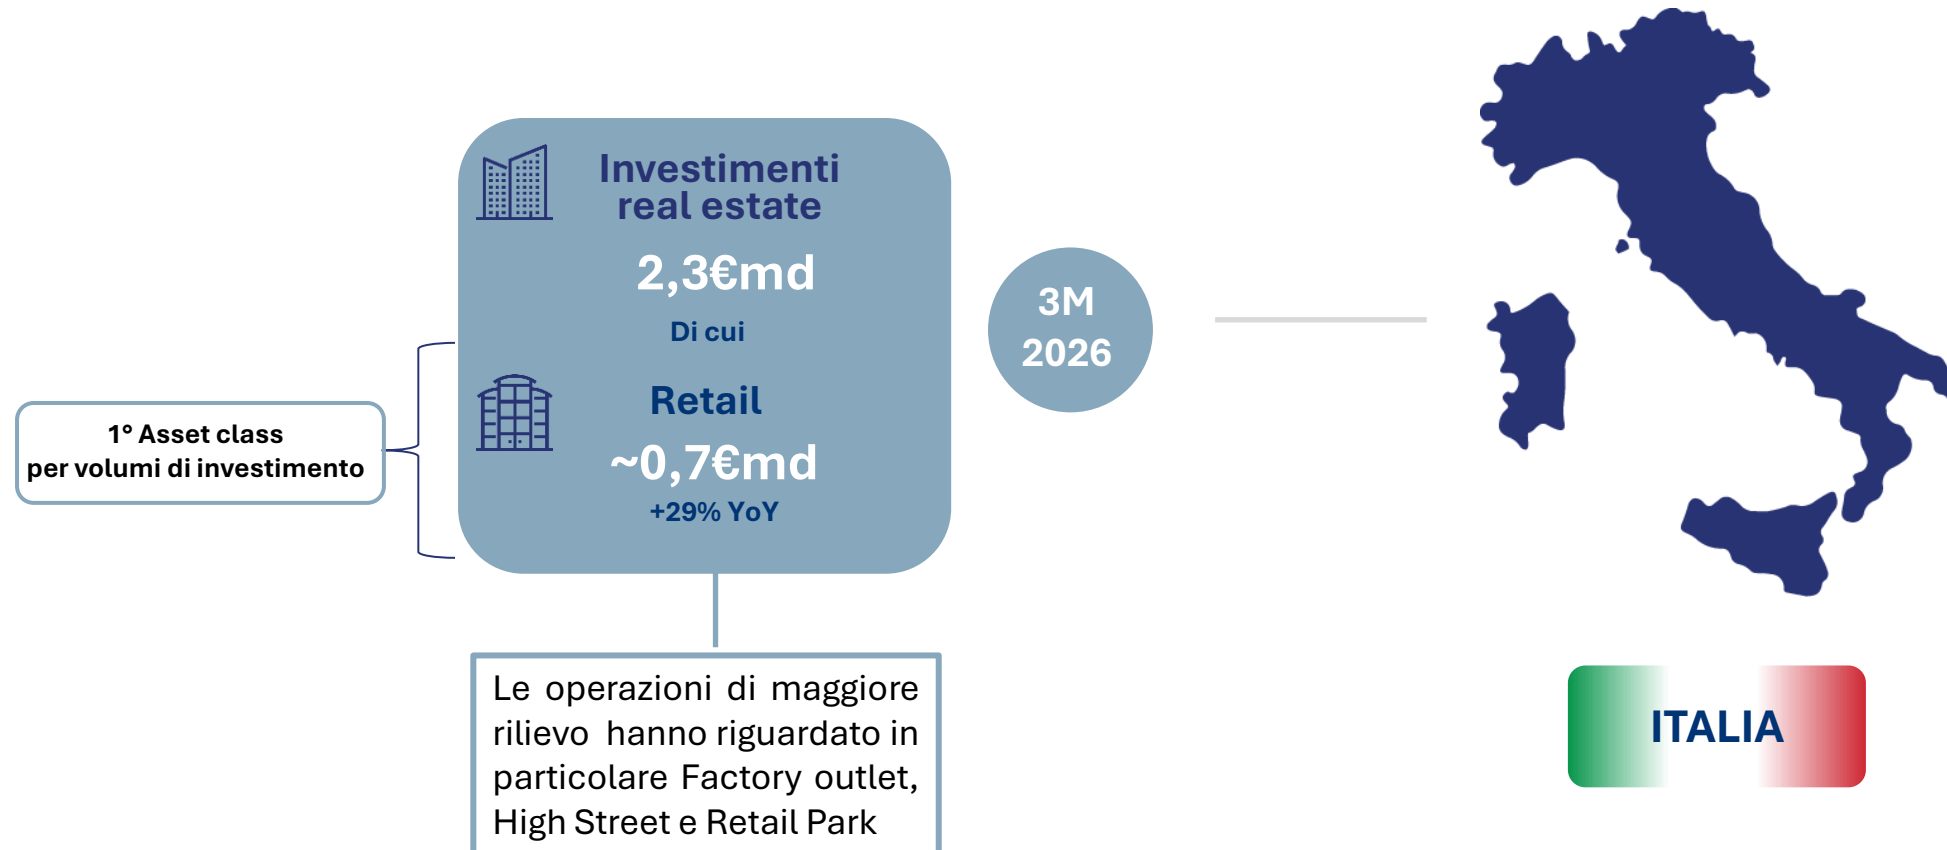 Investimenti
real estate
2,3€md
Di cui
Retail
~0,7€md
+29% YoY
1° Asset class
per volumi di investimento
3M
2026
Le operazioni di maggiore
rilievo hanno riguardato in
particolare Factory outlet,
High Street e Retail Park
ITALIA